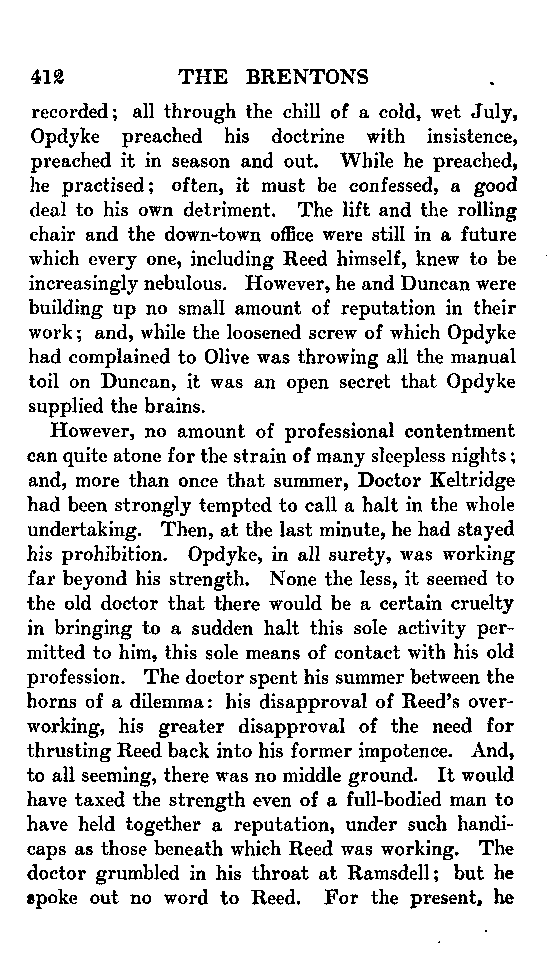 412 THE BRENTONS
recorded; all through the chill of a cold, wet July,
Opdyke preached his doctrine with insistence,
preached it in season and out. While he preached,
he practised; often, it must be confessed, a good
deal to his own detriment. The lift and the rolling
chair and the down-town office were still in a future
which every one, including Reed himself, knew to be
increasingly nebulous. However, he and Duncan were
building up no small amount of reputation in their
work; and, while the loosened screw of which Opdyke
had complained to Olive was throwing all the manual
toil on Duncan, it was an open secret that Opdyke
supplied the brains.
However, no amount of professional contentment
can quite atone for the strain of many sleepless nights;
and, more than once that summer, Doctor Keltridge
had been strongly tempted to call a halt in the whole
undertaking. Then, at the last minute, he had stayed
his prohibition. Opdyke, in all surety, was working
far beyond his strength. None the less, it seemed to
the old doctor that there would be a certain cruelty
in bringing to a sudden halt this sole activity per-
mitted to him, this sole means of contact with his old
profession. The doctor spent his summer between the
horns of a dilemma: his disapproval of Reed's over-
working, his greater disapproval of the need for
thrusting Reed back into his former impotence. And,
to all seeming, there was no middle ground. It would
have taxed the strength even of a full-bodied man to
have held together a reputation, under such handi-
caps as those beneath which Reed was working. The
doctor grumbled in his throat at Ramsdell; but he
spoke out no word to Reed. For the present, he